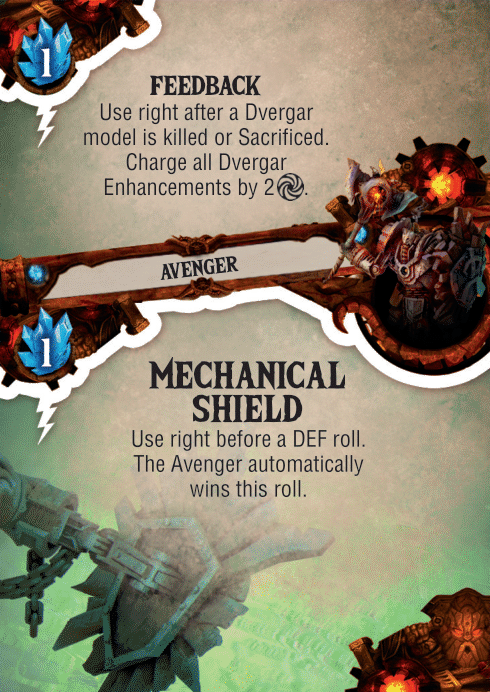 1
FEEDBACK
Use right after a Dvergar
model is killed or Sacrificed.
Charge all Dvergar
Enhancements by 2.
AVENGER
1
MECHANICAL
SHIELD
Use right before a DEF roll.
The Avenger automatically
wins this roll.